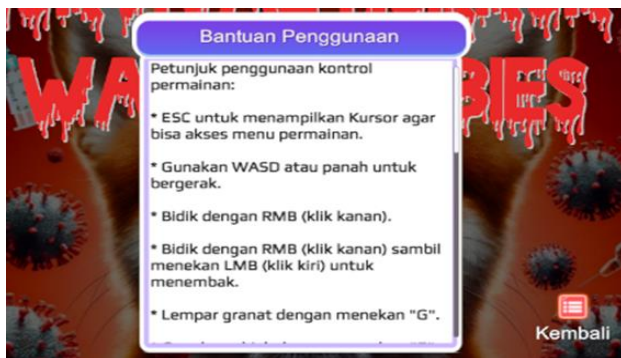 Bantuan Penggunaan
Petunjuk penggunaan kontrol
permainan:
* ESC untuk menampilkan Kursor agar
bisa akses menu permainan.
* Gunakan WASD atau panah untuk
bergerak.
* Bidik dengan RMB (klik kanan).
* Bidik dengan RMB (klik kanan) sambil
menekan LMB (klik kiri) untuk
menembak.
* Lempar granat dengan menekan "G".
Kembali